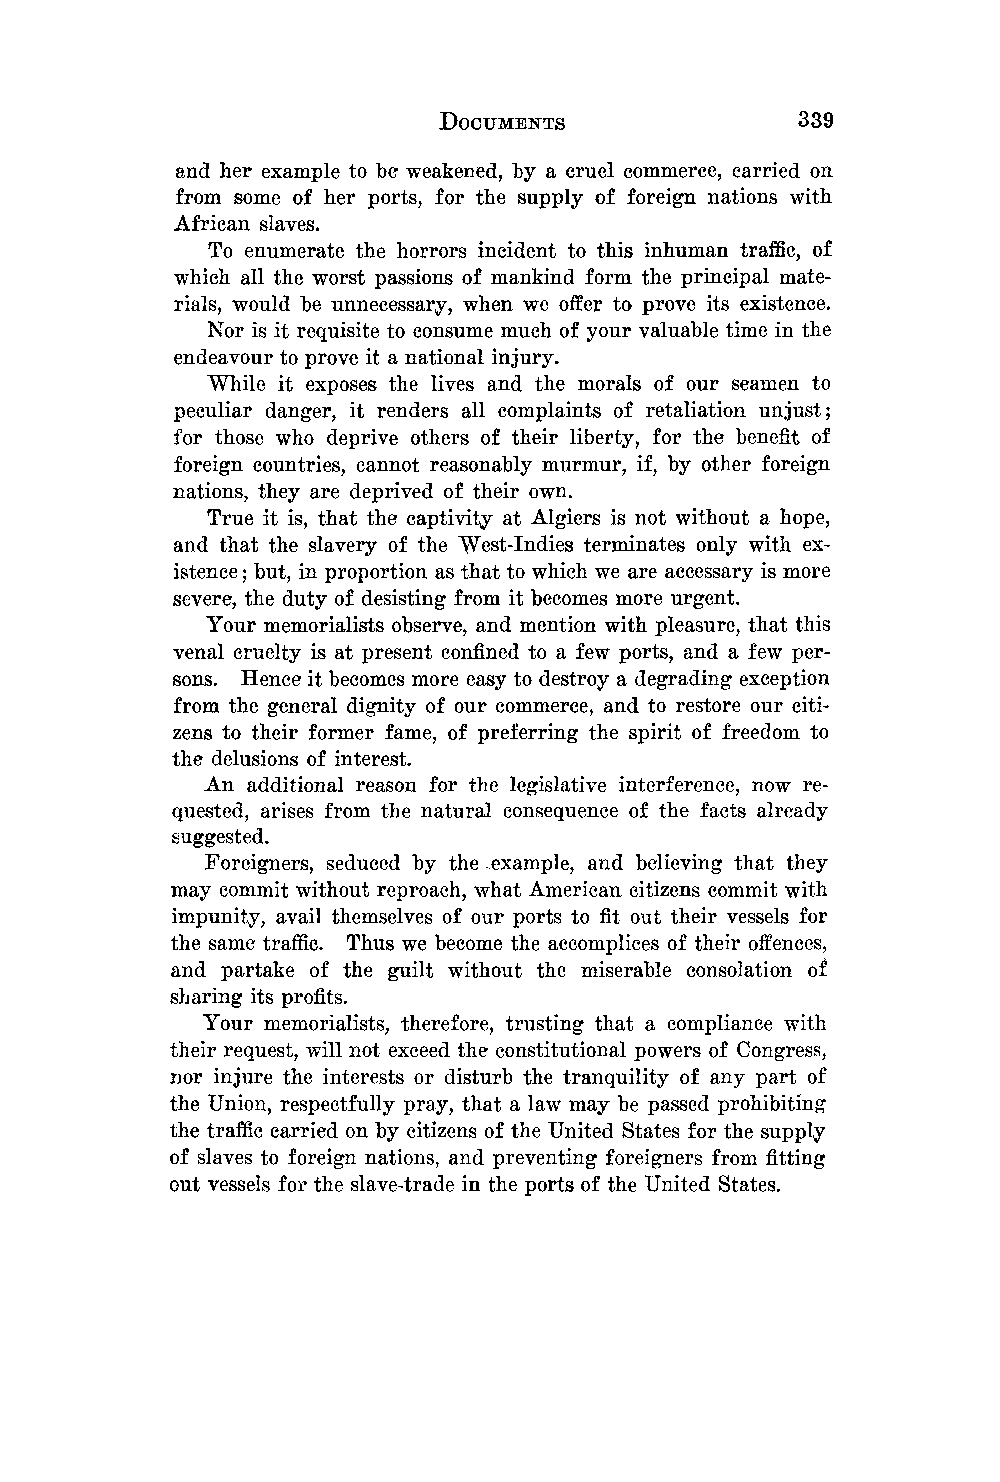 DOCUMENTS 339
and her example to be weakened, by a cruel commerce, carried on
from some of her ports, for the supply of foreign nations with
African slaves.
To enumerate the horrors incident to this inhuman traffic, of
which all the worst passions of mankind form the principal mate-
rials, would be unnecessary, when we offer to prove its existence.
Nor is it requisite to consume much of your valuable time in the
endeavour to prove it a national injury.
While it exposes the lives and the morals of our seamen to
peculiar danger, it renders all complaints of retaliation unjust;
for those who deprive others of their liberty, for the benefit of
foreign countries, cannot reasonably murmur, if, by other foreign
nations, they are deprived of their own.
True it is, that the captivity at Algiers is not without a hope,
and that the slavery of the West-Indies terminates only with ex-
istence; but, in proportion as that to which we are accessary is more
severe, the duty of desisting from it becomes more urgent.
Your memorialists observe, and mention with pleasure, that this
venal cruelty is at present confined to a few ports, and a few per-
sons. Hence it becomes more easy to destroy a degrading exception
from the general dignity of our commerce, and to restore our citi-
zens to their former fame, of preferring the spirit of freedom to
the delusions of interest.
An additional reason for the legislative interference, now re-
quested, arises from the natural consequence of the facts already
suggested.
Foreigners, seduced by the example, and believing that they
may commit without reproach, what American citizens commit with
impunity, avail themselves of our ports to fit out their vessels for
the same traffic. Thus we become the accomplices of their offences,
and partake of the guilt without the miserable consolation of
sharing its profits.
Your memorialists, therefore, trusting that a compliance with
their request, will not exceed the constitutional powers of Congress,
nor injure the interests or disturb the tranquility of any part of
the Union, respectfully pray, that a law may be passed prohibiting
the traffic carried on by citizens of the United States for the supply
of slaves to foreign nations, and preventing foreigners from fitting
out vessels for the slave-trade in the ports of the United States.